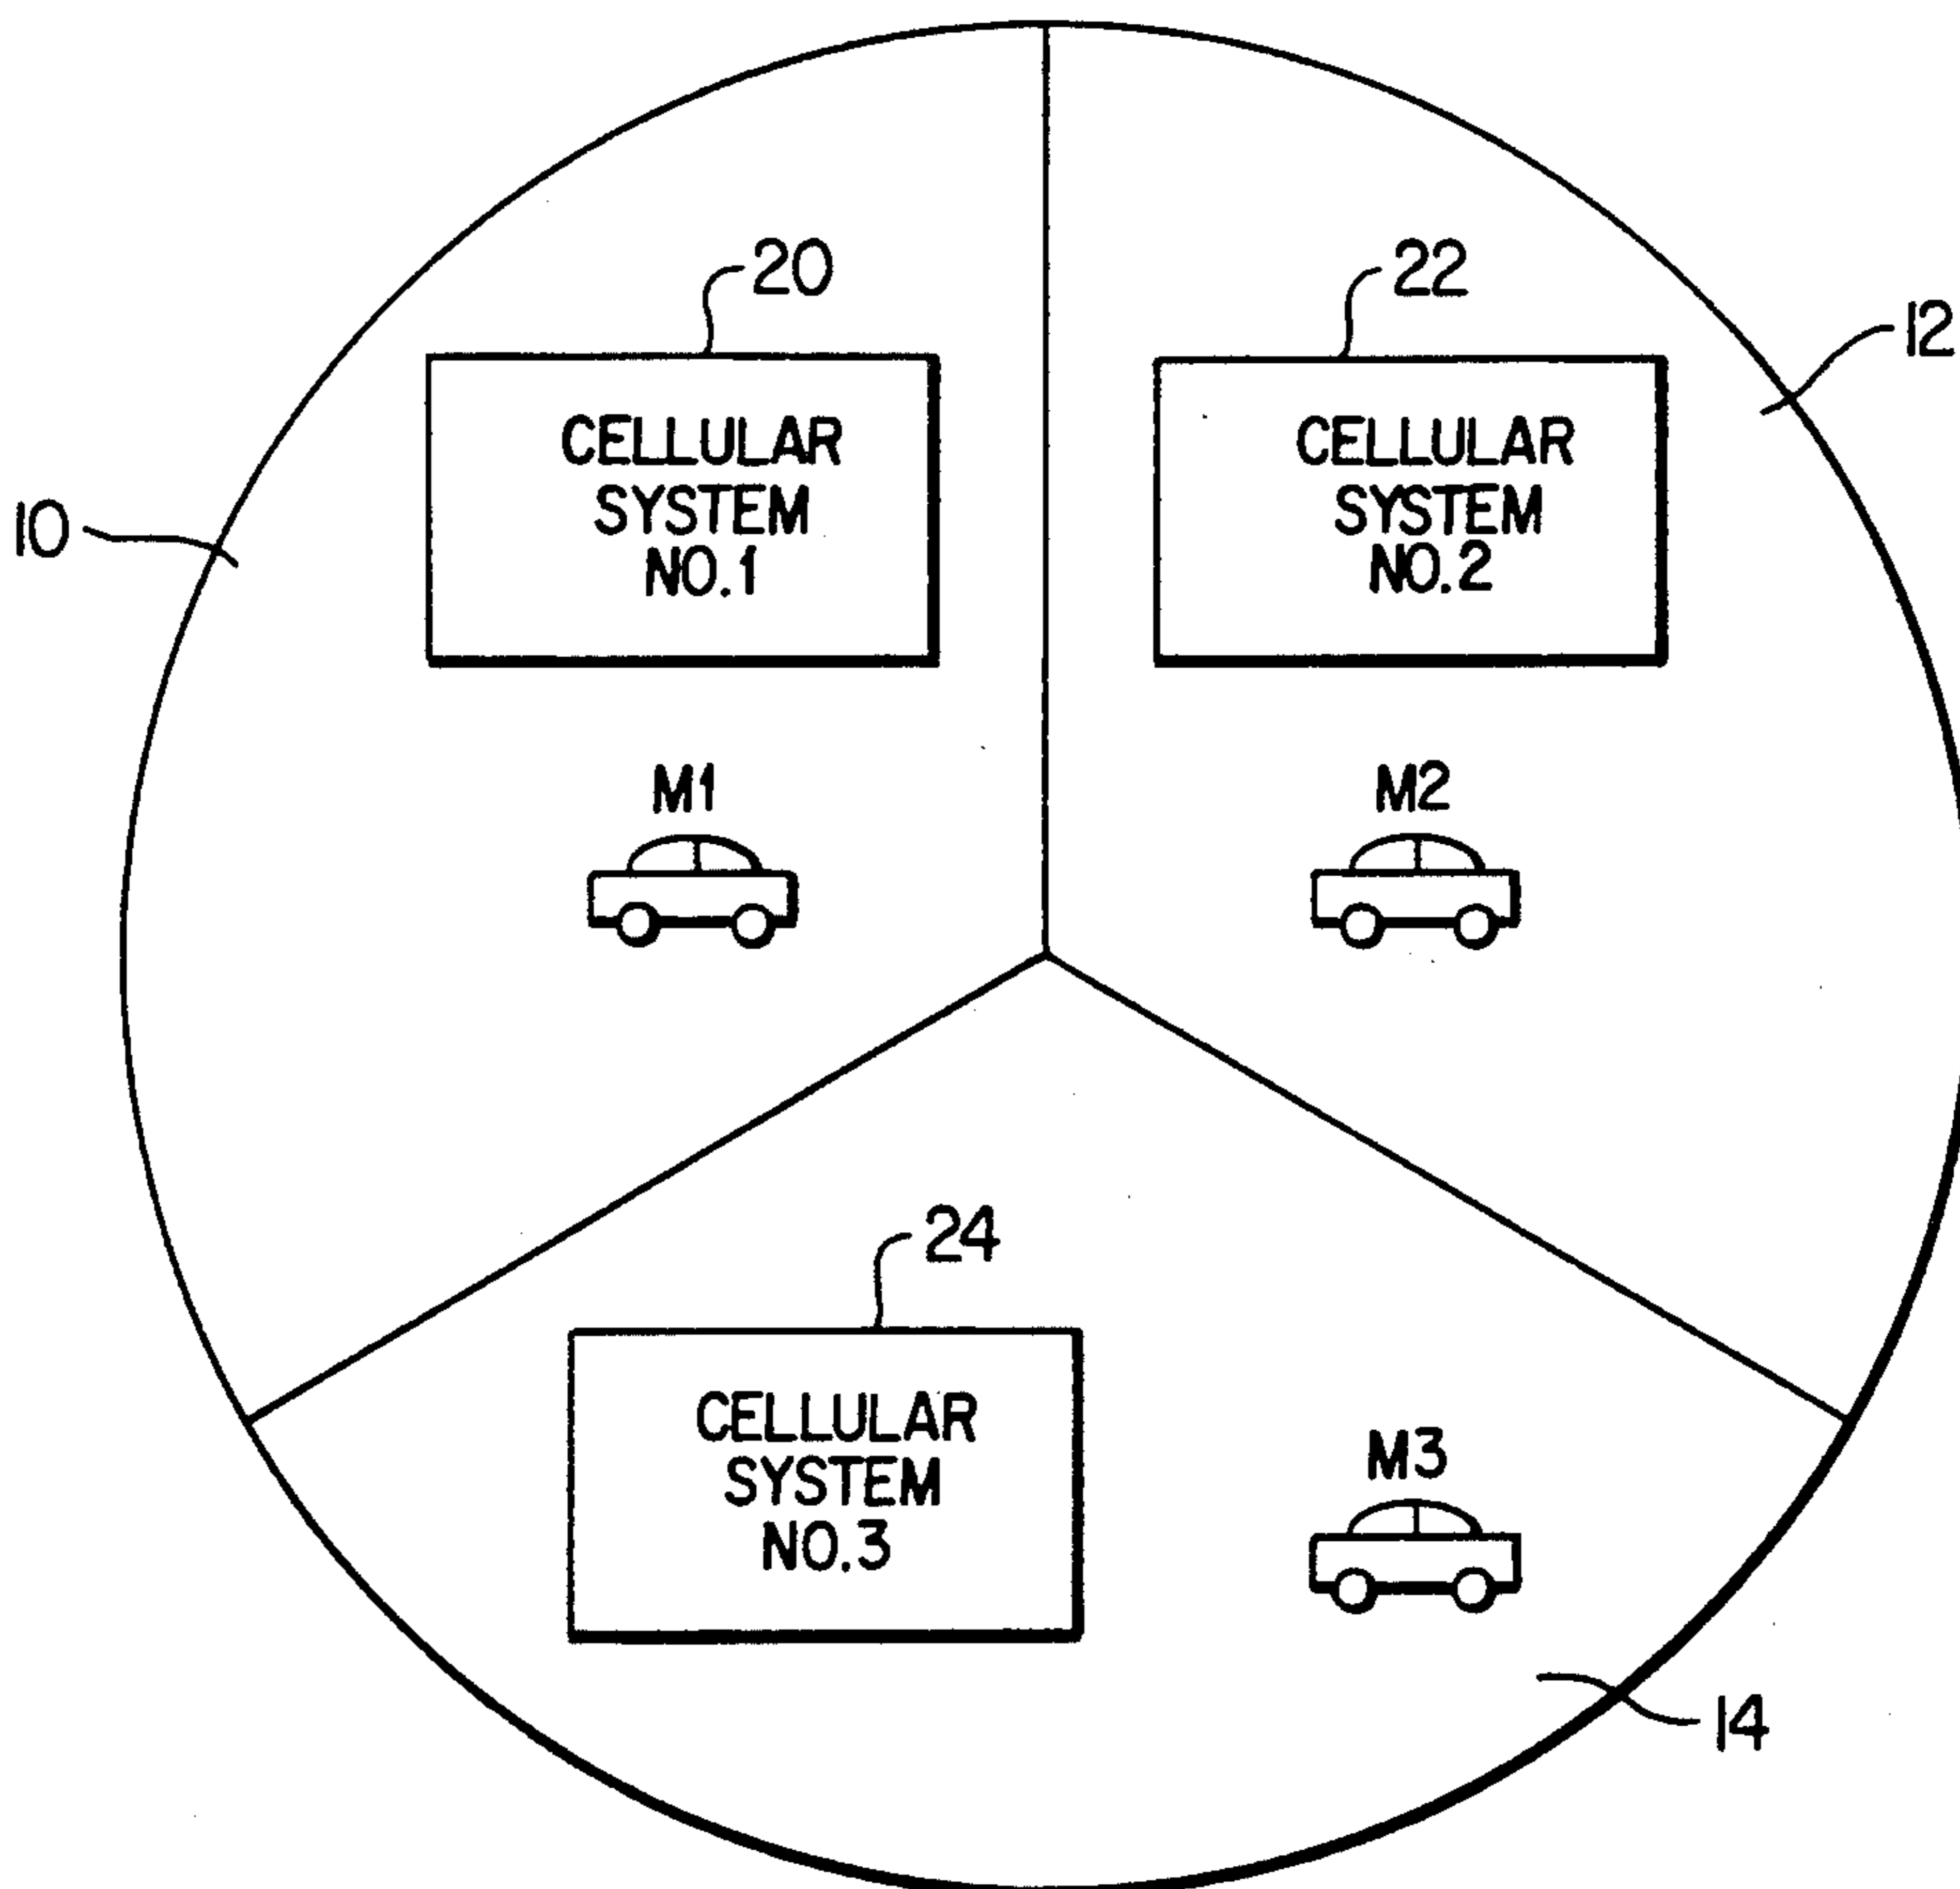 20
22
12
CELLULAR
SYSTEM
NO.1
CELLULAR
SYSTEM
NO.2
10
M1
M2
24
CELLULAR
SYSTEM
NO.3
M3
14